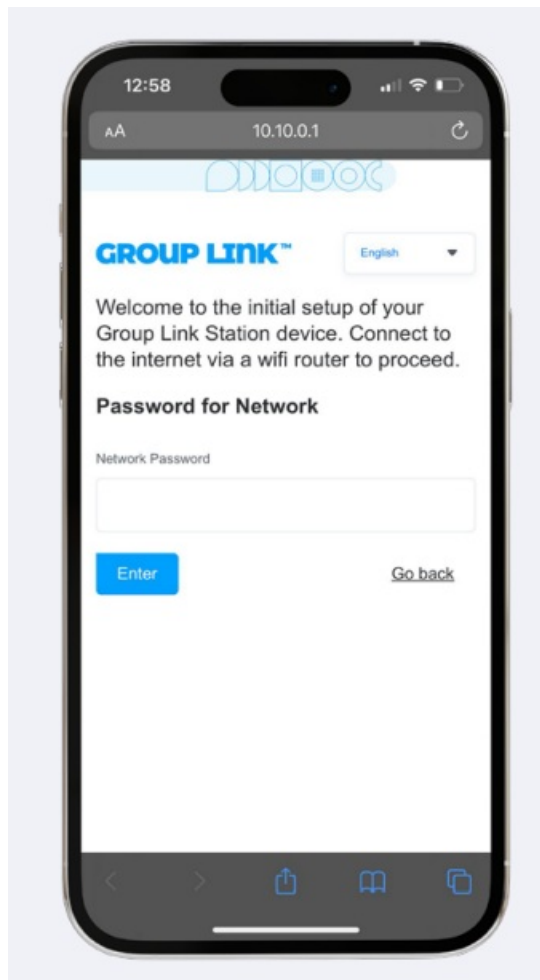 12:58
AA
10.10.0.1
GROUP LINK™
English
Welcome to the initial setup of your
Group Link Station device. Connect to
the internet via a wifi router to proceed.
Password for Network
Network Password
Enter
Go back